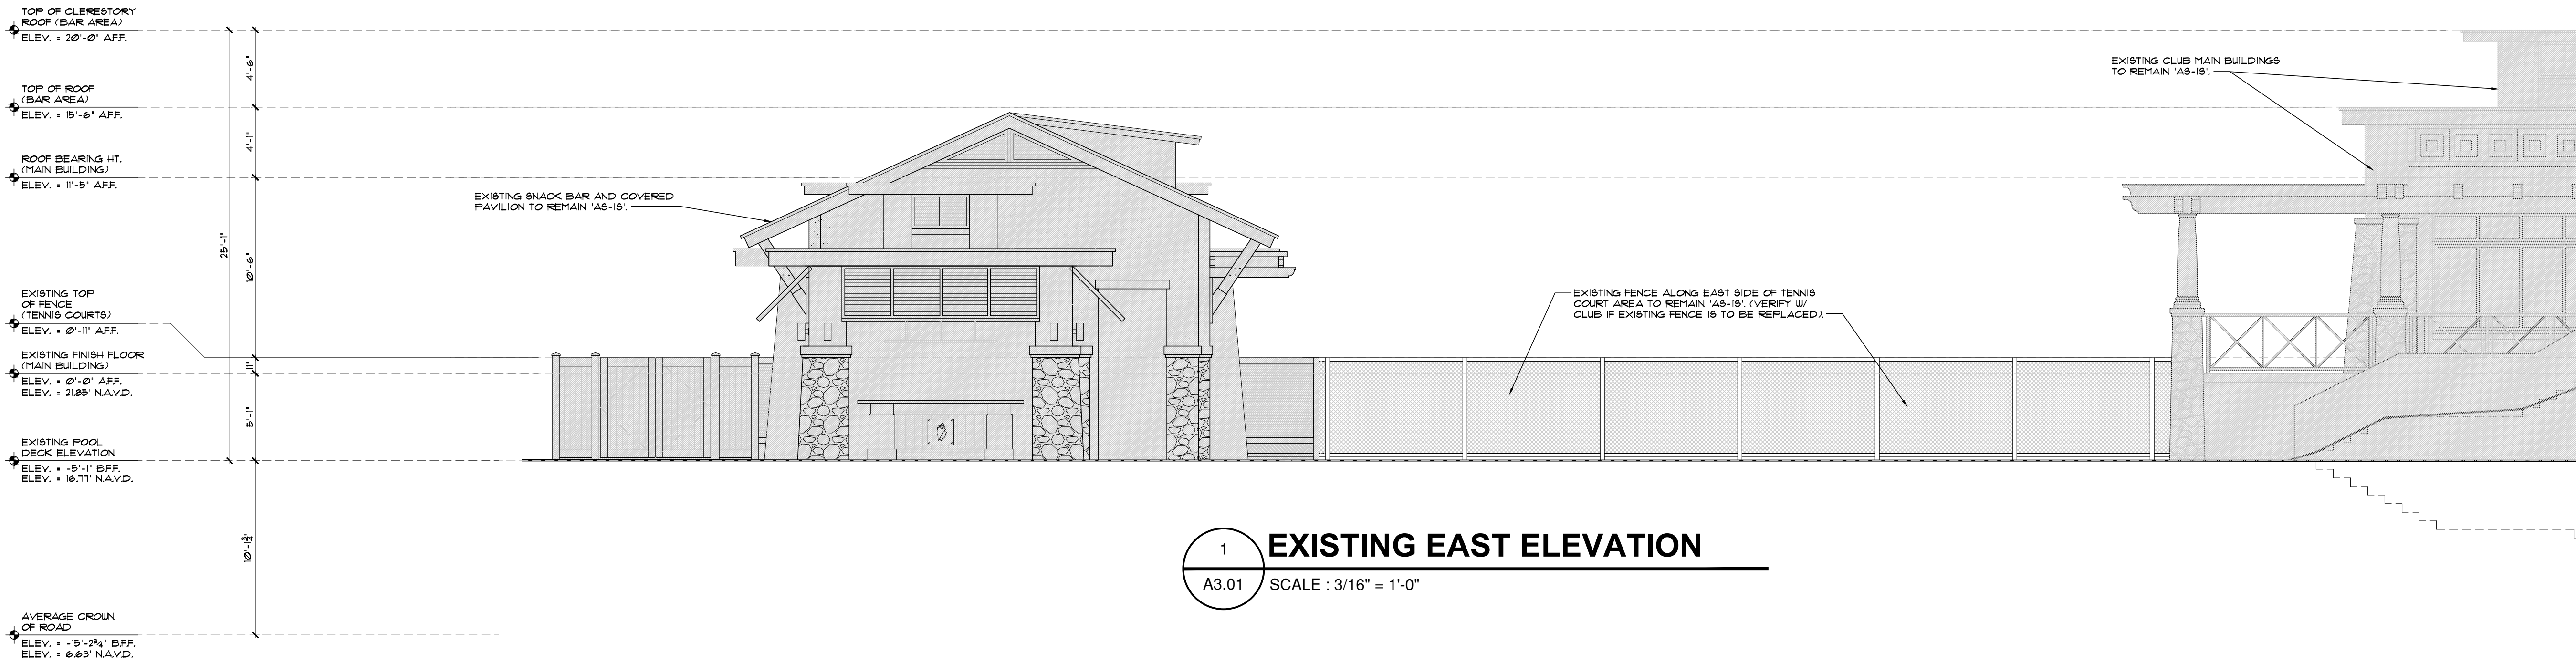 TOP OF CLERESTORY
ROOF (BAR AREA)
ELEV. = 20'-0" A.F.F.
TOP OF ROOF
(BAR AREA)
ELEV. = 15'-6" A.F.F.
ROOF BEARING HT.
(MAIN BUILDING)
ELEV. = 11'-5" A.F.F.
EXISTING TOP
OF FENCE
(TENNIS COURTS)
ELEV. = 0'-11" A.F.F.
EXISTING FINISH FLOOR
(MAIN BUILDING)
ELEV. = 0'-0" A.F.F.
ELEV. = 21.85' N.A.V.D.
EXISTING POOL
DECK ELEVATION
ELEV. = -5'-1" B.F.F.
ELEV. = 16.77' N.A.V.D.
AVERAGE CROWN
OF ROAD
ELEV. = -15'-2¾" B.F.F.
ELEV. = 6.63' N.A.V.D.
25'-1"
4'-6"
4'-1"
10'-6"
11"
5'-1"
10'-1¾"
EXISTING SNACK BAR AND COVERED
PAVILION TO REMAIN 'AS-IS'.
EXISTING FENCE ALONG EAST SIDE OF TENNIS
COURT AREA TO REMAIN 'AS-IS'. (VERIFY W/
CLUB IF EXISTING FENCE IS TO BE REPLACED).
EXISTING CLUB MAIN BUILDINGS
TO REMAIN 'AS-IS'.
1
A3.01
EXISTING EAST ELEVATION
SCALE : 3/16" = 1'-0"